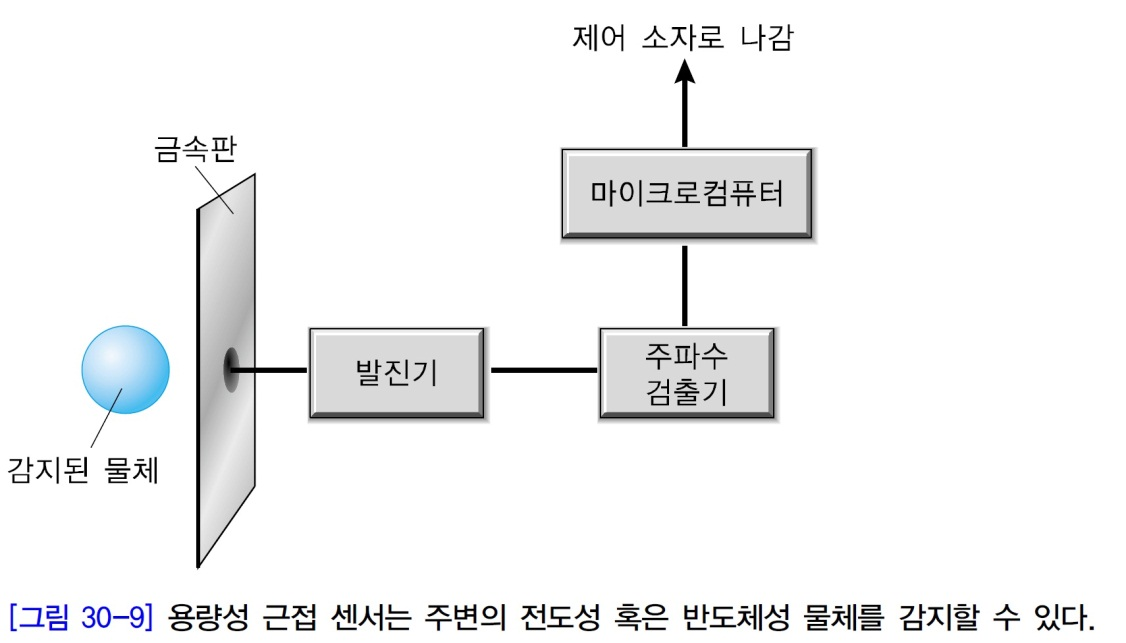 제어 소자로 나감
금속판
마이크로컴퓨터
발진기
주파수
검출기
감지된 물체
[그림 30-9] 용량성 근접 센서는 주변의 전도성 혹은 반도체성 물체를 감지할 수 있다.